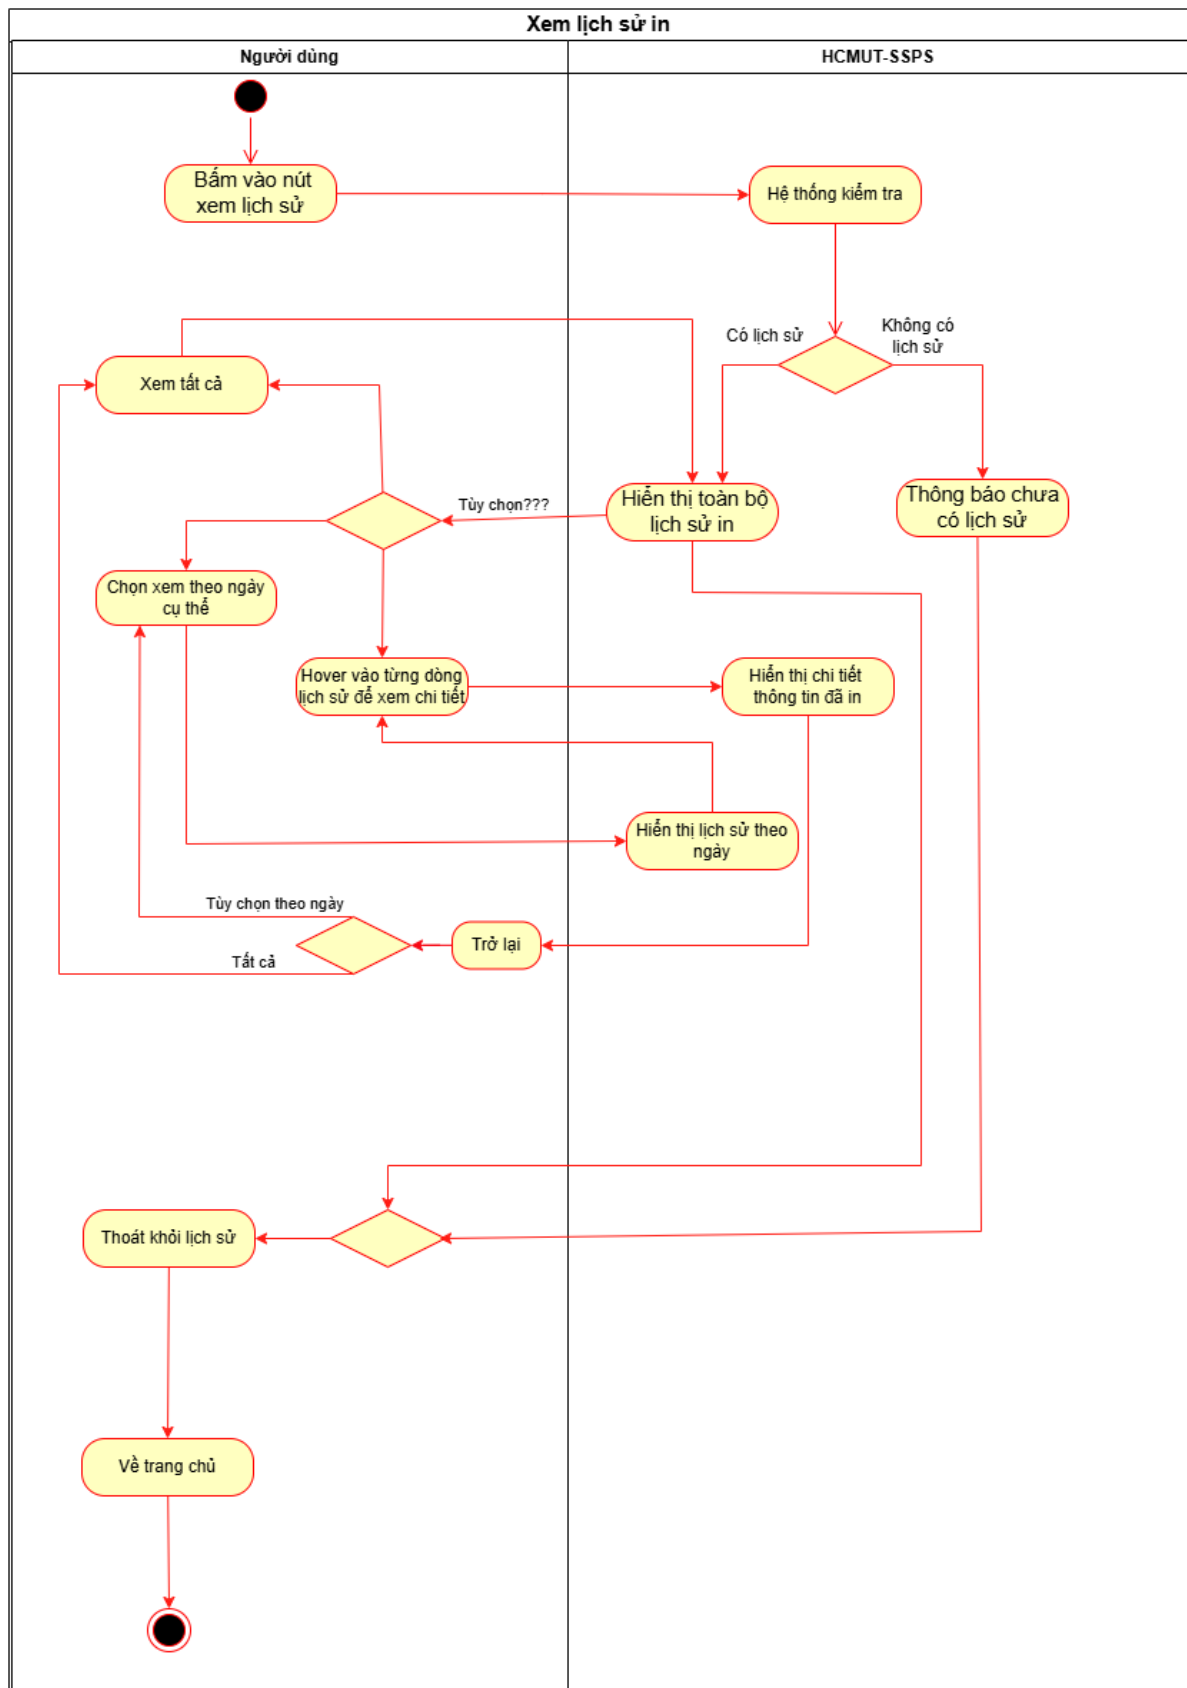 Xem lịch sử in
Người dùng
HCMUT-SSPS
Bấm vào nút
xem lịch sử
Hệ thống kiểm tra
Có lịch sử
Không có
lịch sử
Xem tất cả
Tùy chọn???
Hiển thị toàn bộ
lịch sử in
Thông báo chưa
có lịch sử
Chọn xem theo ngày
cụ thể
Hover vào từng dòng
lịch sử để xem chi tiết
Hiển thị chi tiết
thông tin đã in
Hiển thị lịch sử theo
ngày
Tùy chọn theo ngày
Trở lại
Tất cả
Thoát khỏi lịch sử
Về trang chủ